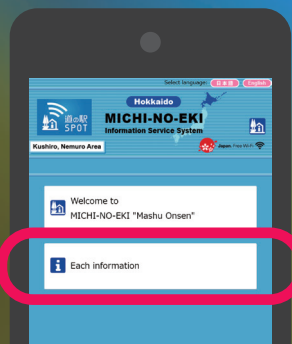 Select language: 日本語 English
道の駅
SPOT
Hokkaido
MICHI-NO-EKI
Information Service System
Kushiro, Nemuro Area
Japan. Free Wi-Fi
Welcome to
MICHI-NO-EKI "Mashu Onsen"
i Each information